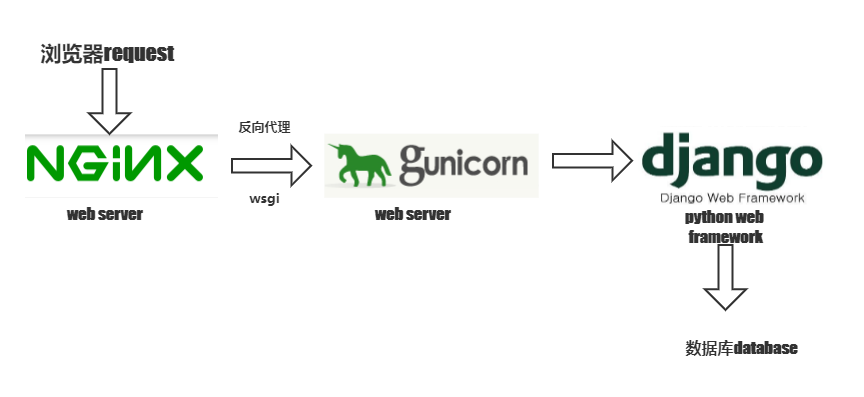 浏览器request
NGINX
web server
反向代理
wsgi
gunicorn
web server
django
Django Web Framework
python web
framework
数据库database